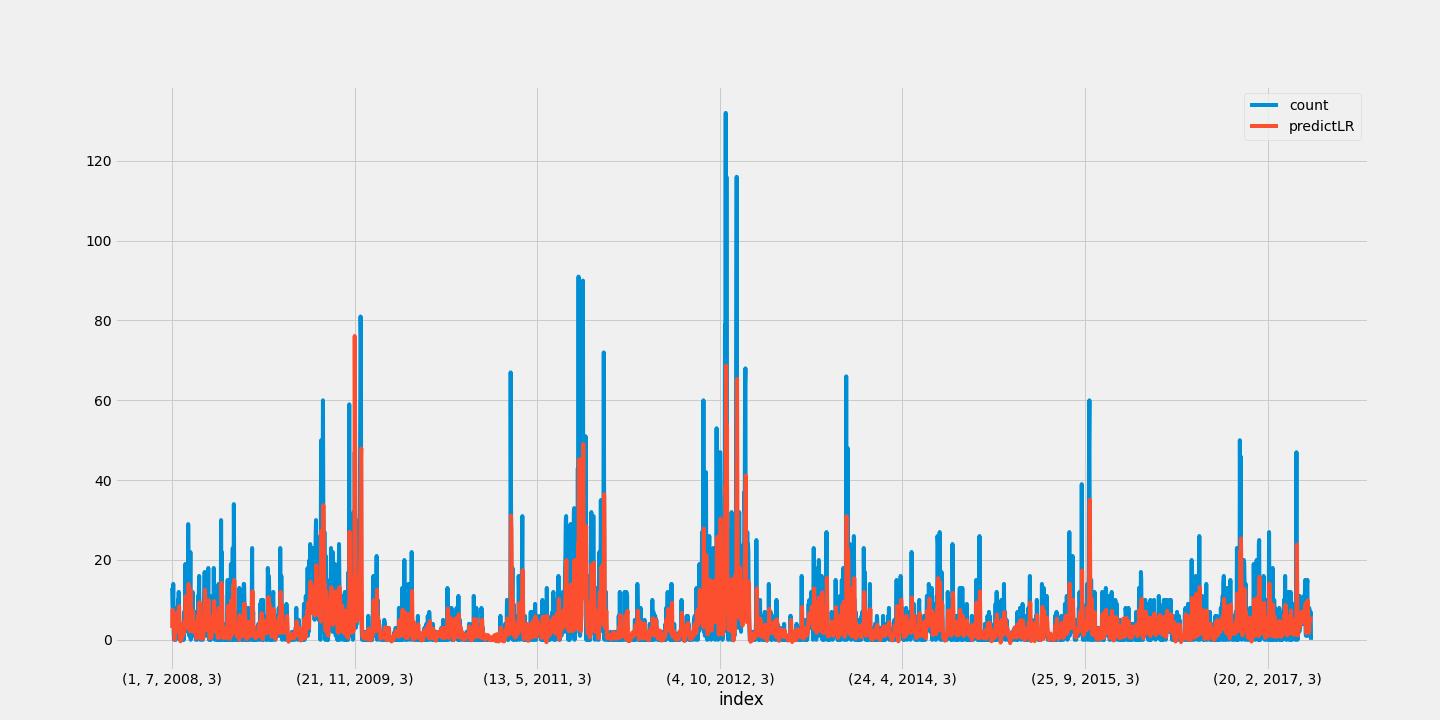 count
predictLR
120
100
80
60
40
20
0
(1, 7, 2008, 3) (21, 11, 2009, 3) (13, 5, 2011, 3) (4, 10, 2012, 3) (24, 4, 2014, 3) (25, 9, 2015, 3) (20, 2, 2017, 3)
index